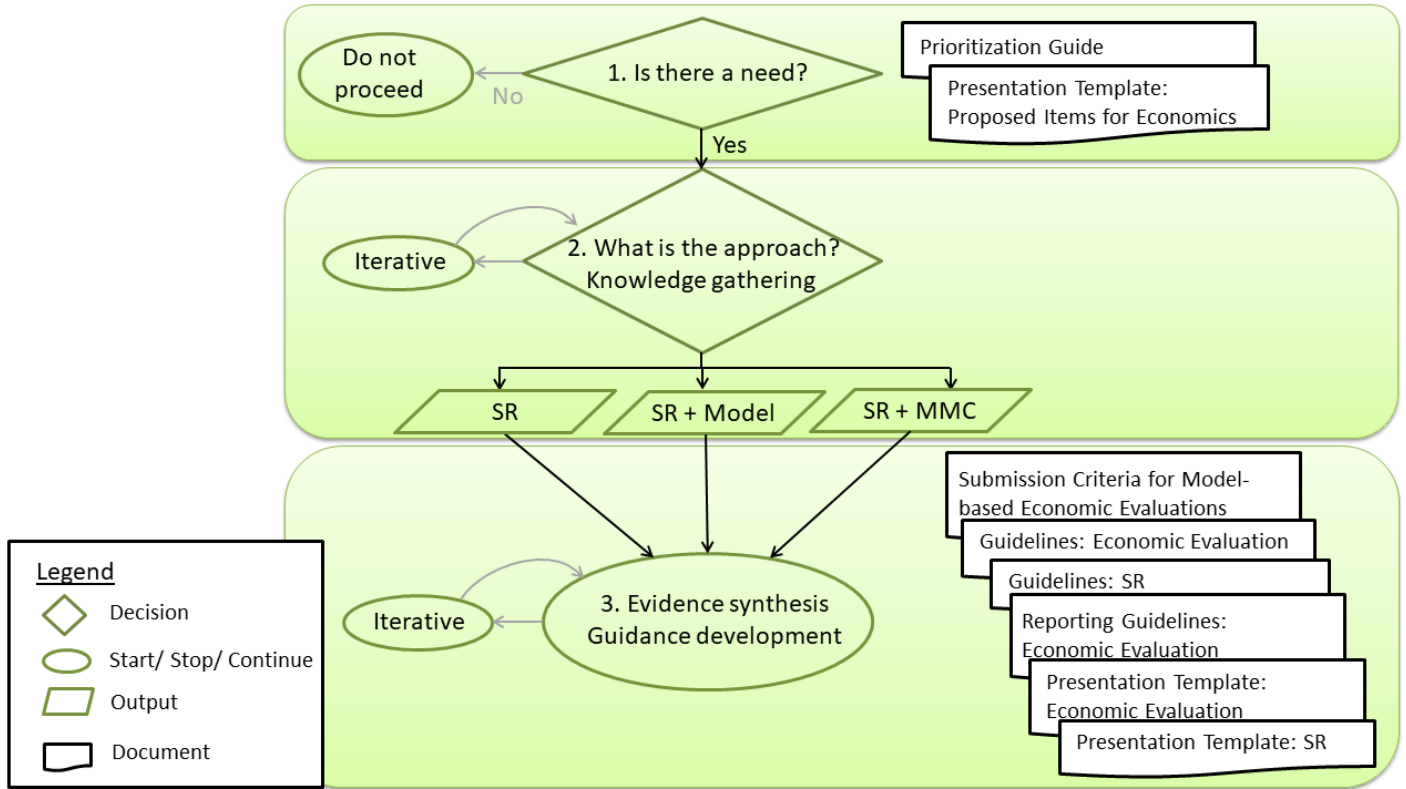 Do not
proceed
No
1. Is there a need?
Yes
Prioritization Guide
Presentation Template:
Proposed Items for Economics
Iterative
2. What is the approach?
Knowledge gathering
SR
SR + Model
SR + MMC
Iterative
3. Evidence synthesis
Guidance development
Submission Criteria for Model-
based Economic Evaluations
Guidelines: Economic Evaluation
Guidelines: SR
Reporting Guidelines:
Economic Evaluation
Presentation Template:
Economic Evaluation
Presentation Template: SR
Legend
Decision
Start/ Stop/ Continue
Output
Document